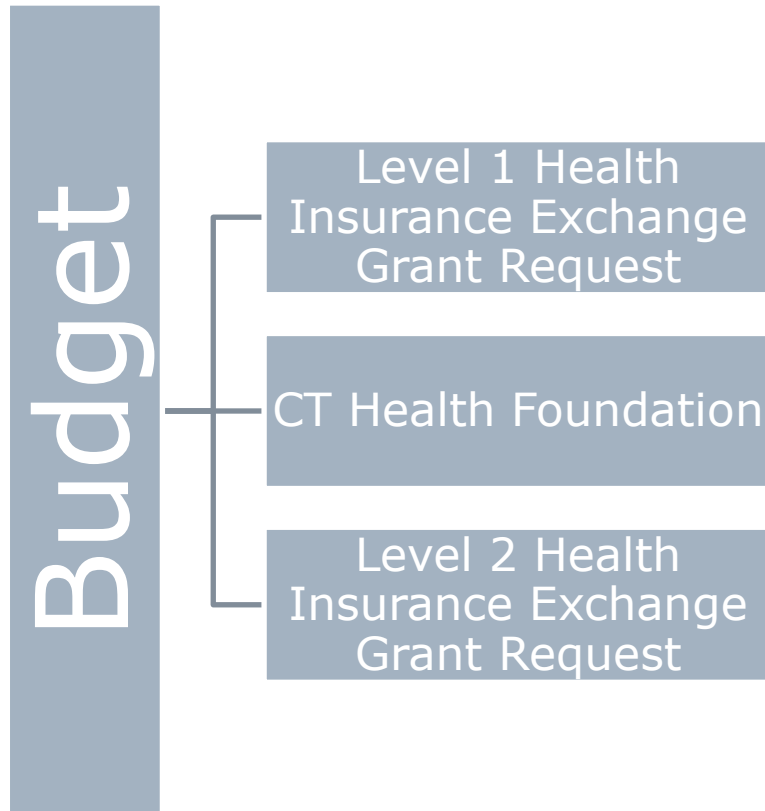 Budget
Level 1 Health
Insurance Exchange
Grant Request
CT Health Foundation
Level 2 Health
Insurance Exchange
Grant Request